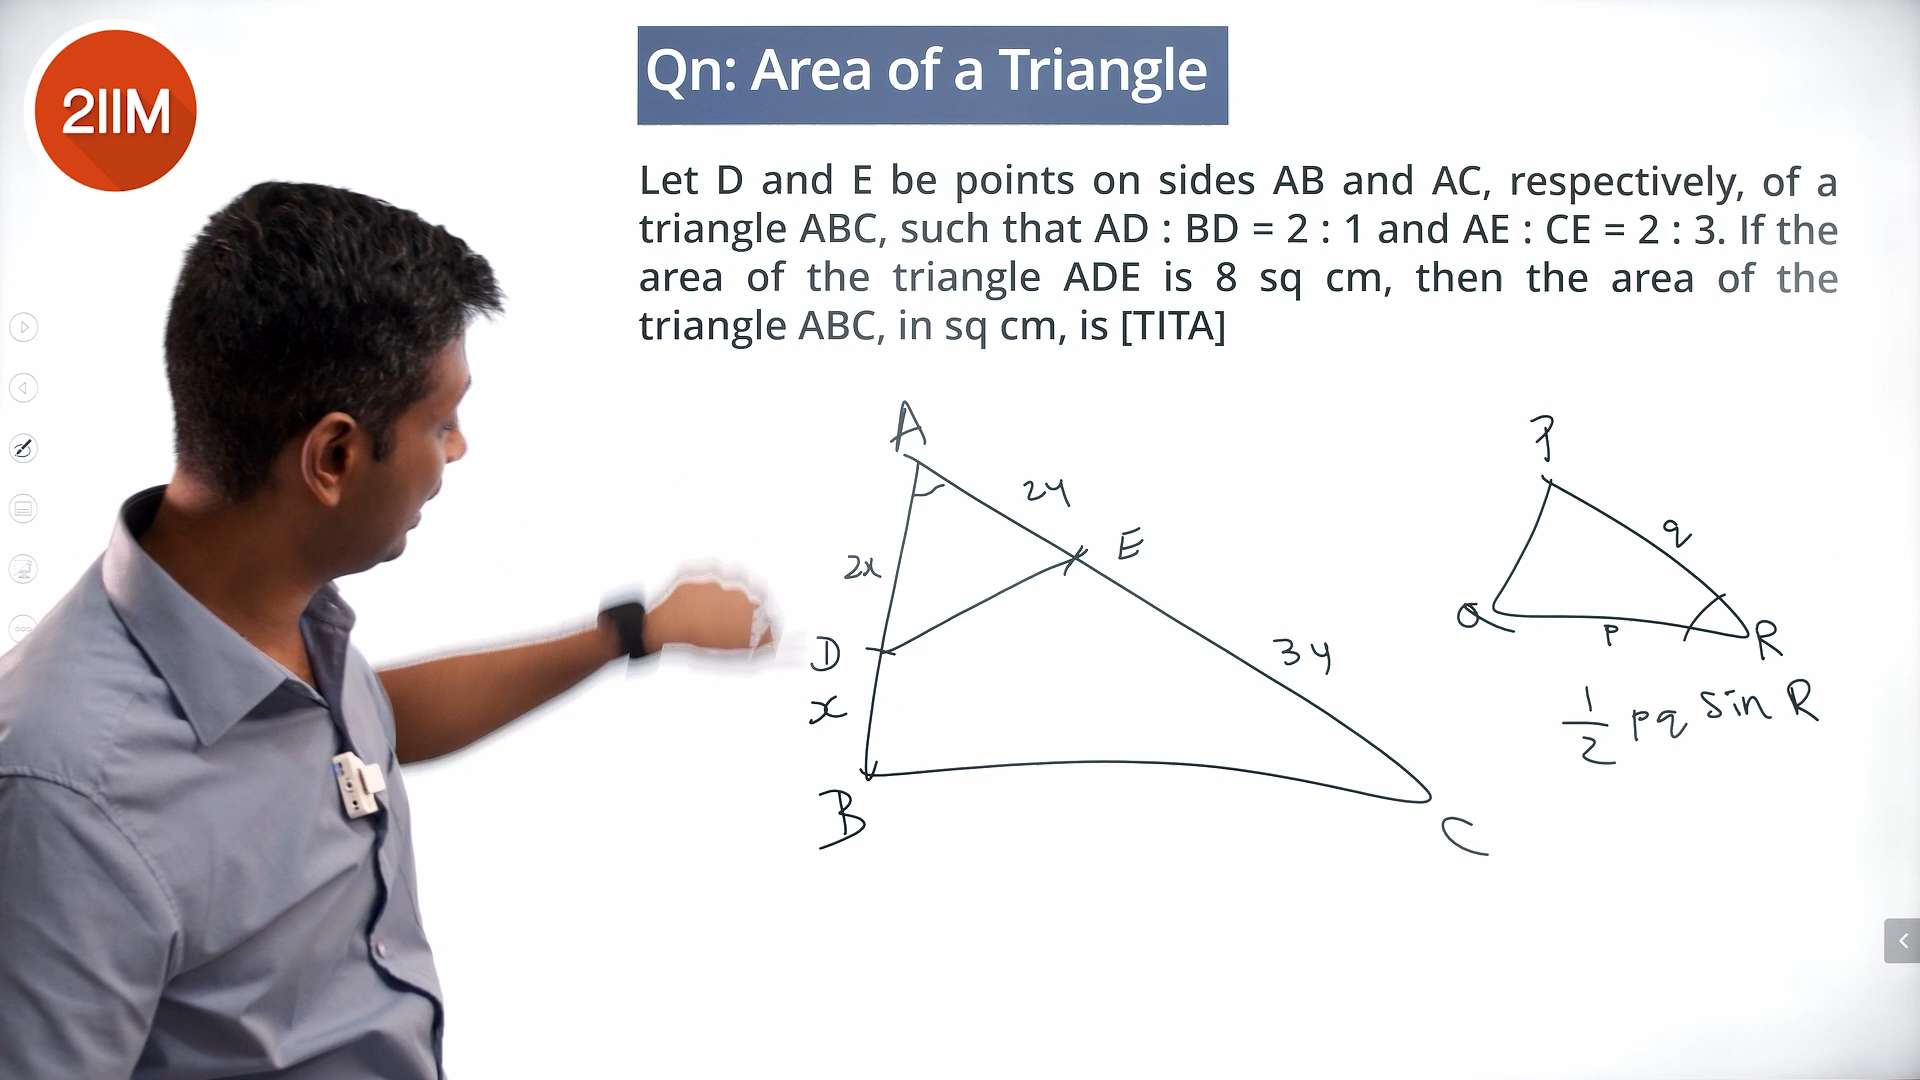 2IIM
Qn: Area of a Triangle
Let D and E be points on sides AB and AC, respectively, of a
triangle ABC, such that AD : BD = 2 : 1 and AE : CE = 2 : 3. If the
area of the triangle ADE is 8 sq cm, then the area of the
triangle ABC, in sq cm, is [TITA]
A
2y
E
2x
D
x
3y
B
C
P
q
Q
p
R
1/2 pq Sin R